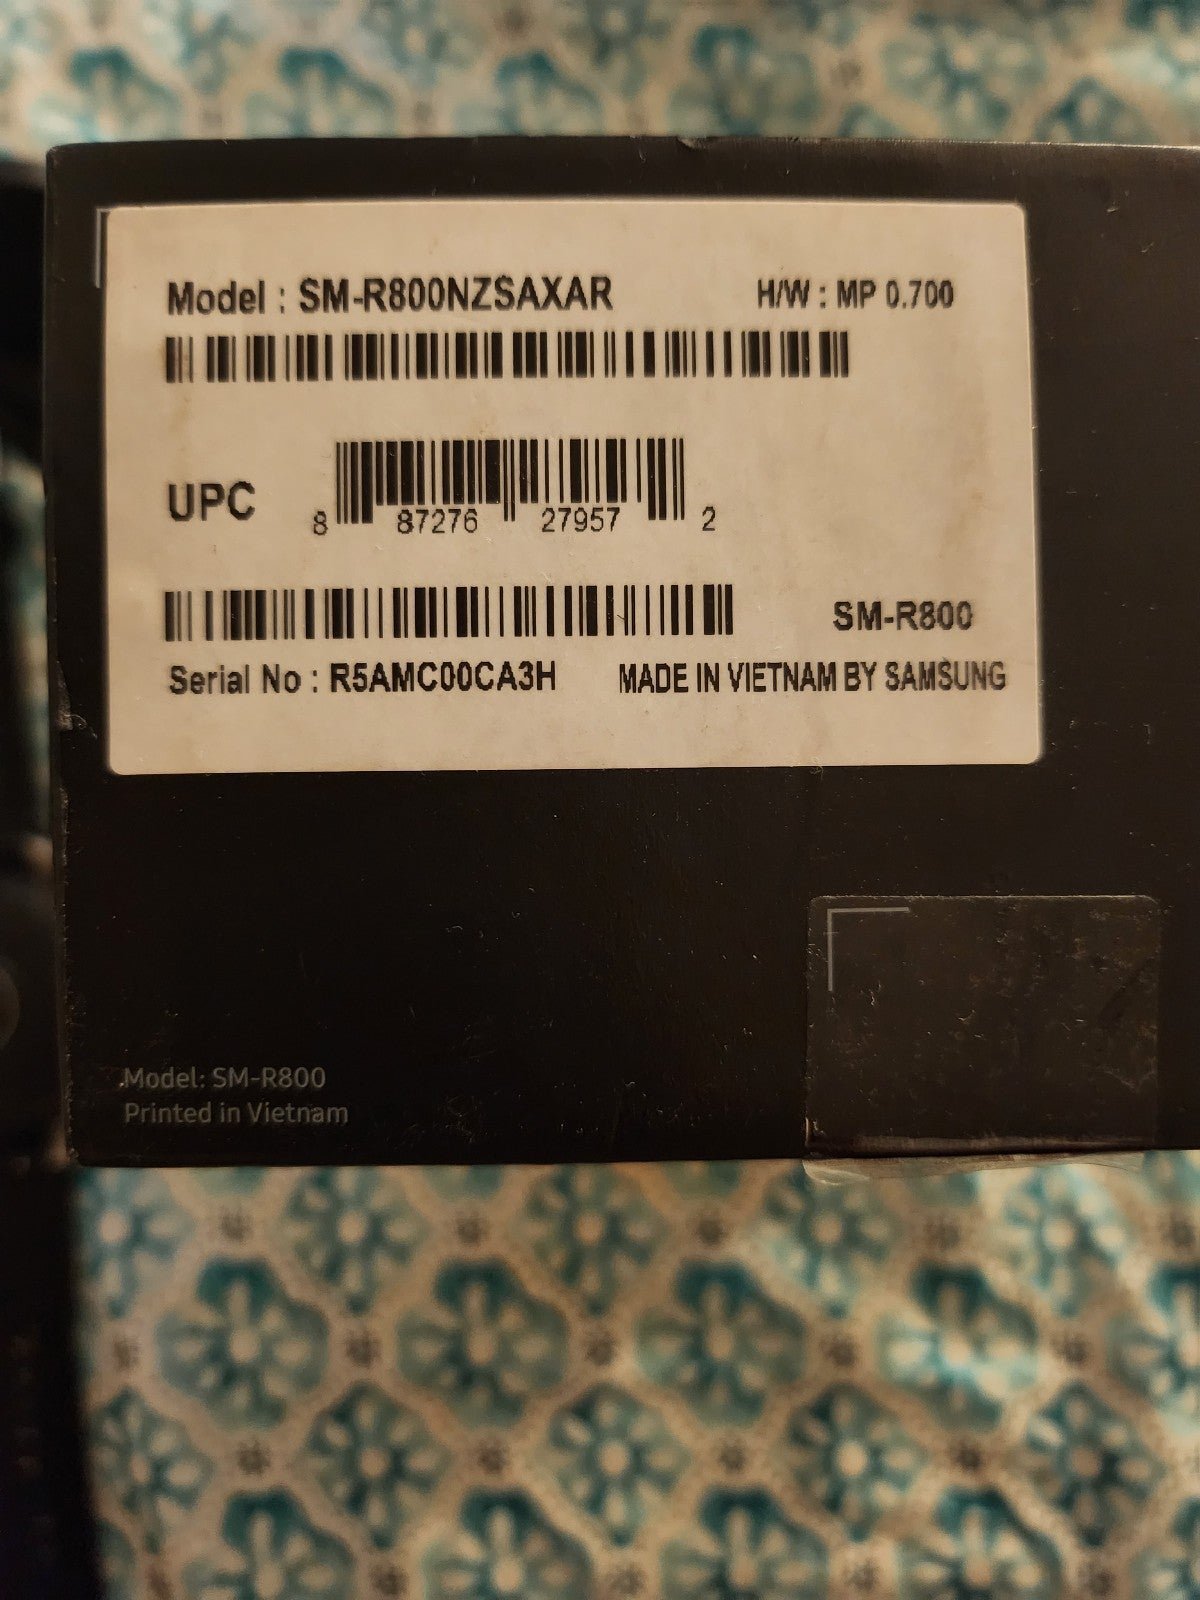 Model : SM-R800NZSAXAR
H/W : MP 0.700
UPC
8 87276 27957 2
SM-R800
Serial No : R5AMC00CA3H
MADE IN VIETNAM BY SAMSUNG
Model: SM-R800
Printed in Vietnam